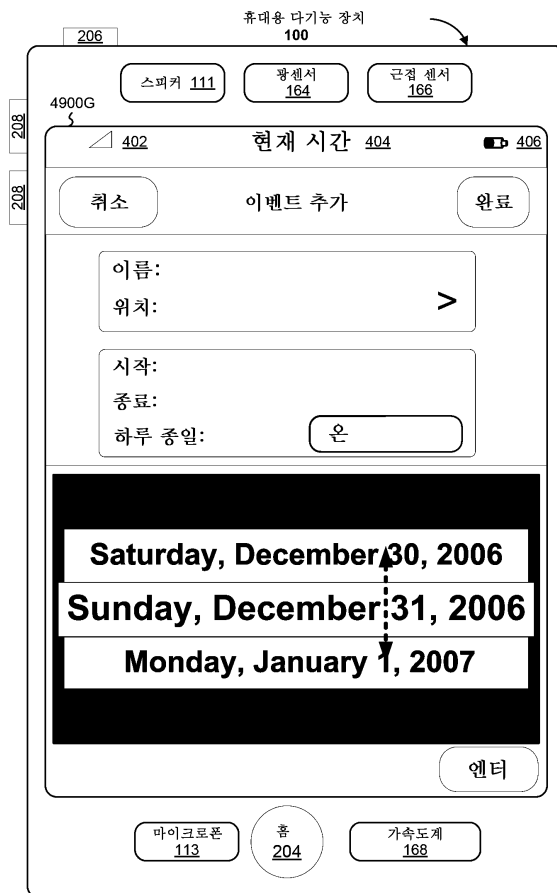 휴대용 다기능 장치
100
206
스피커 111
광센서
164
근접 센서
166
4900G
208
208
402
현재 시간 404
406
취소
이벤트 추가
완료
이름:
위치:
>
시작:
종료:
하루 종일:
온
Saturday, December 30, 2006
Sunday, December 31, 2006
Monday, January 1, 2007
엔터
마이크로폰
113
홈
204
가속도계
168